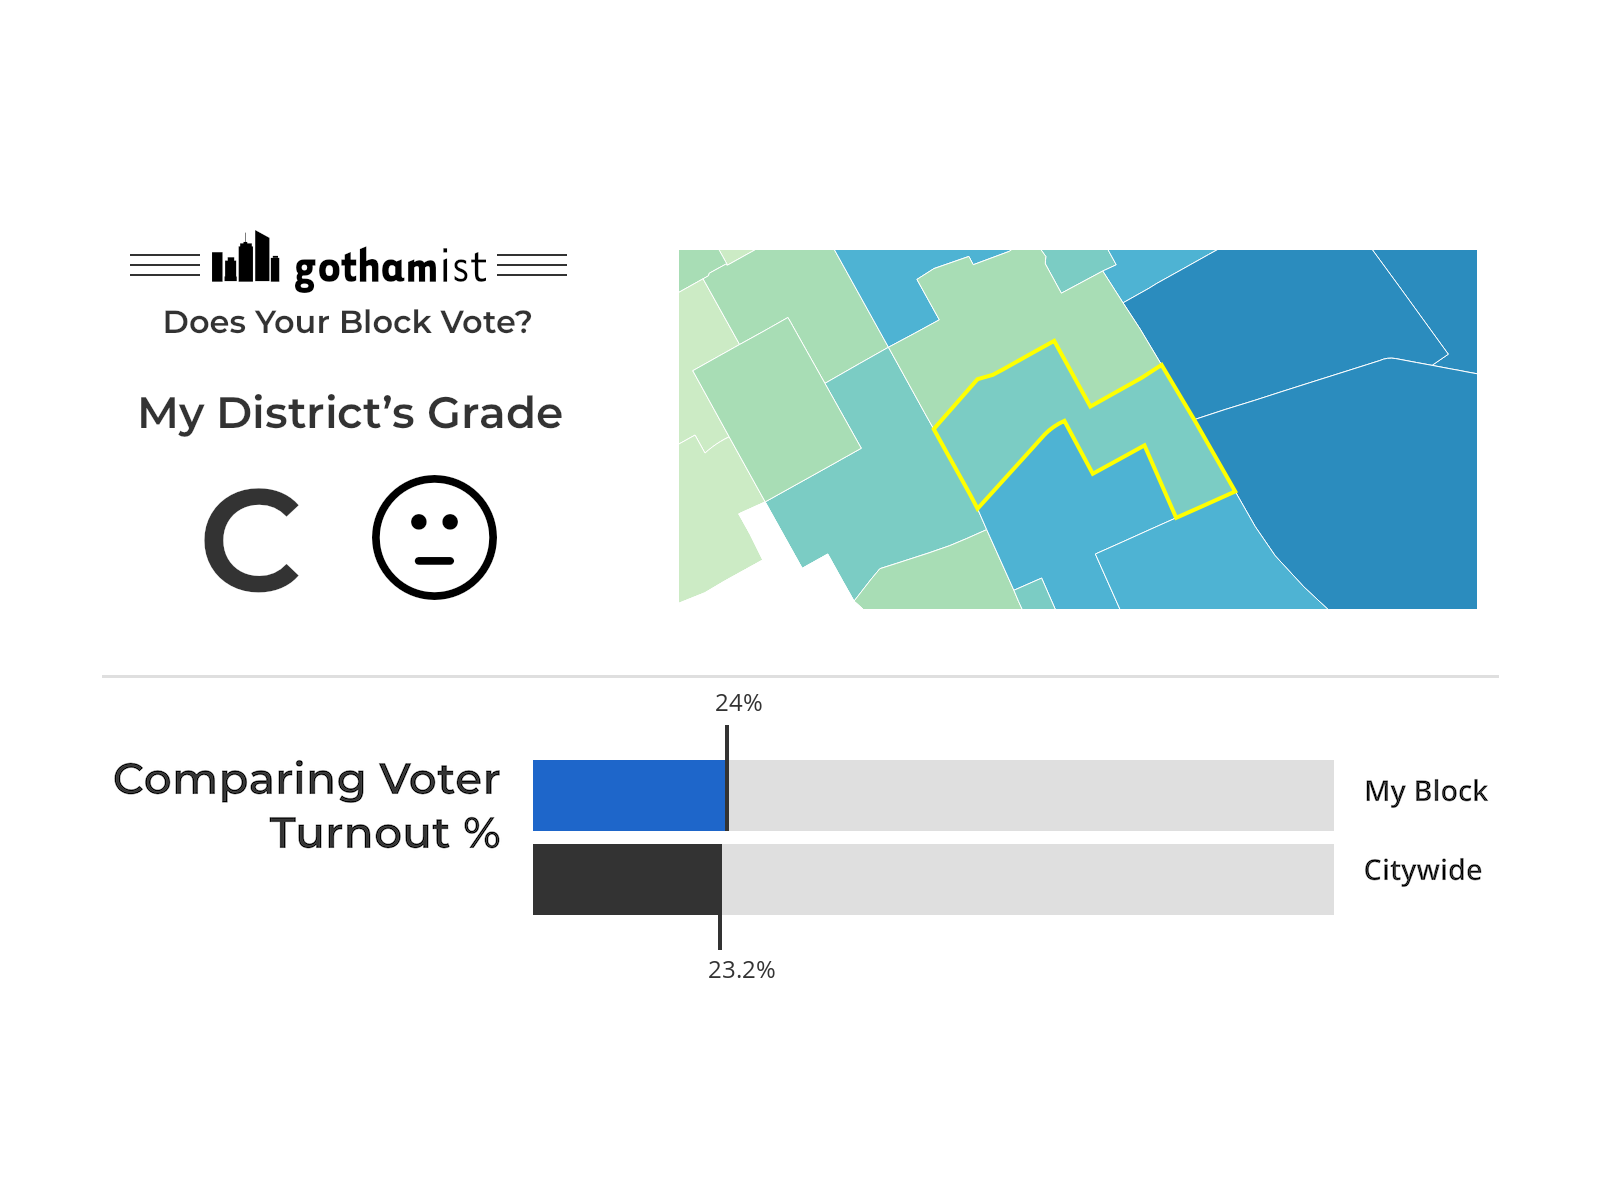 gothamist
Does Your Block Vote?
My District’s Grade
C
24%
Comparing Voter
Turnout %
My Block
Citywide
23.2%